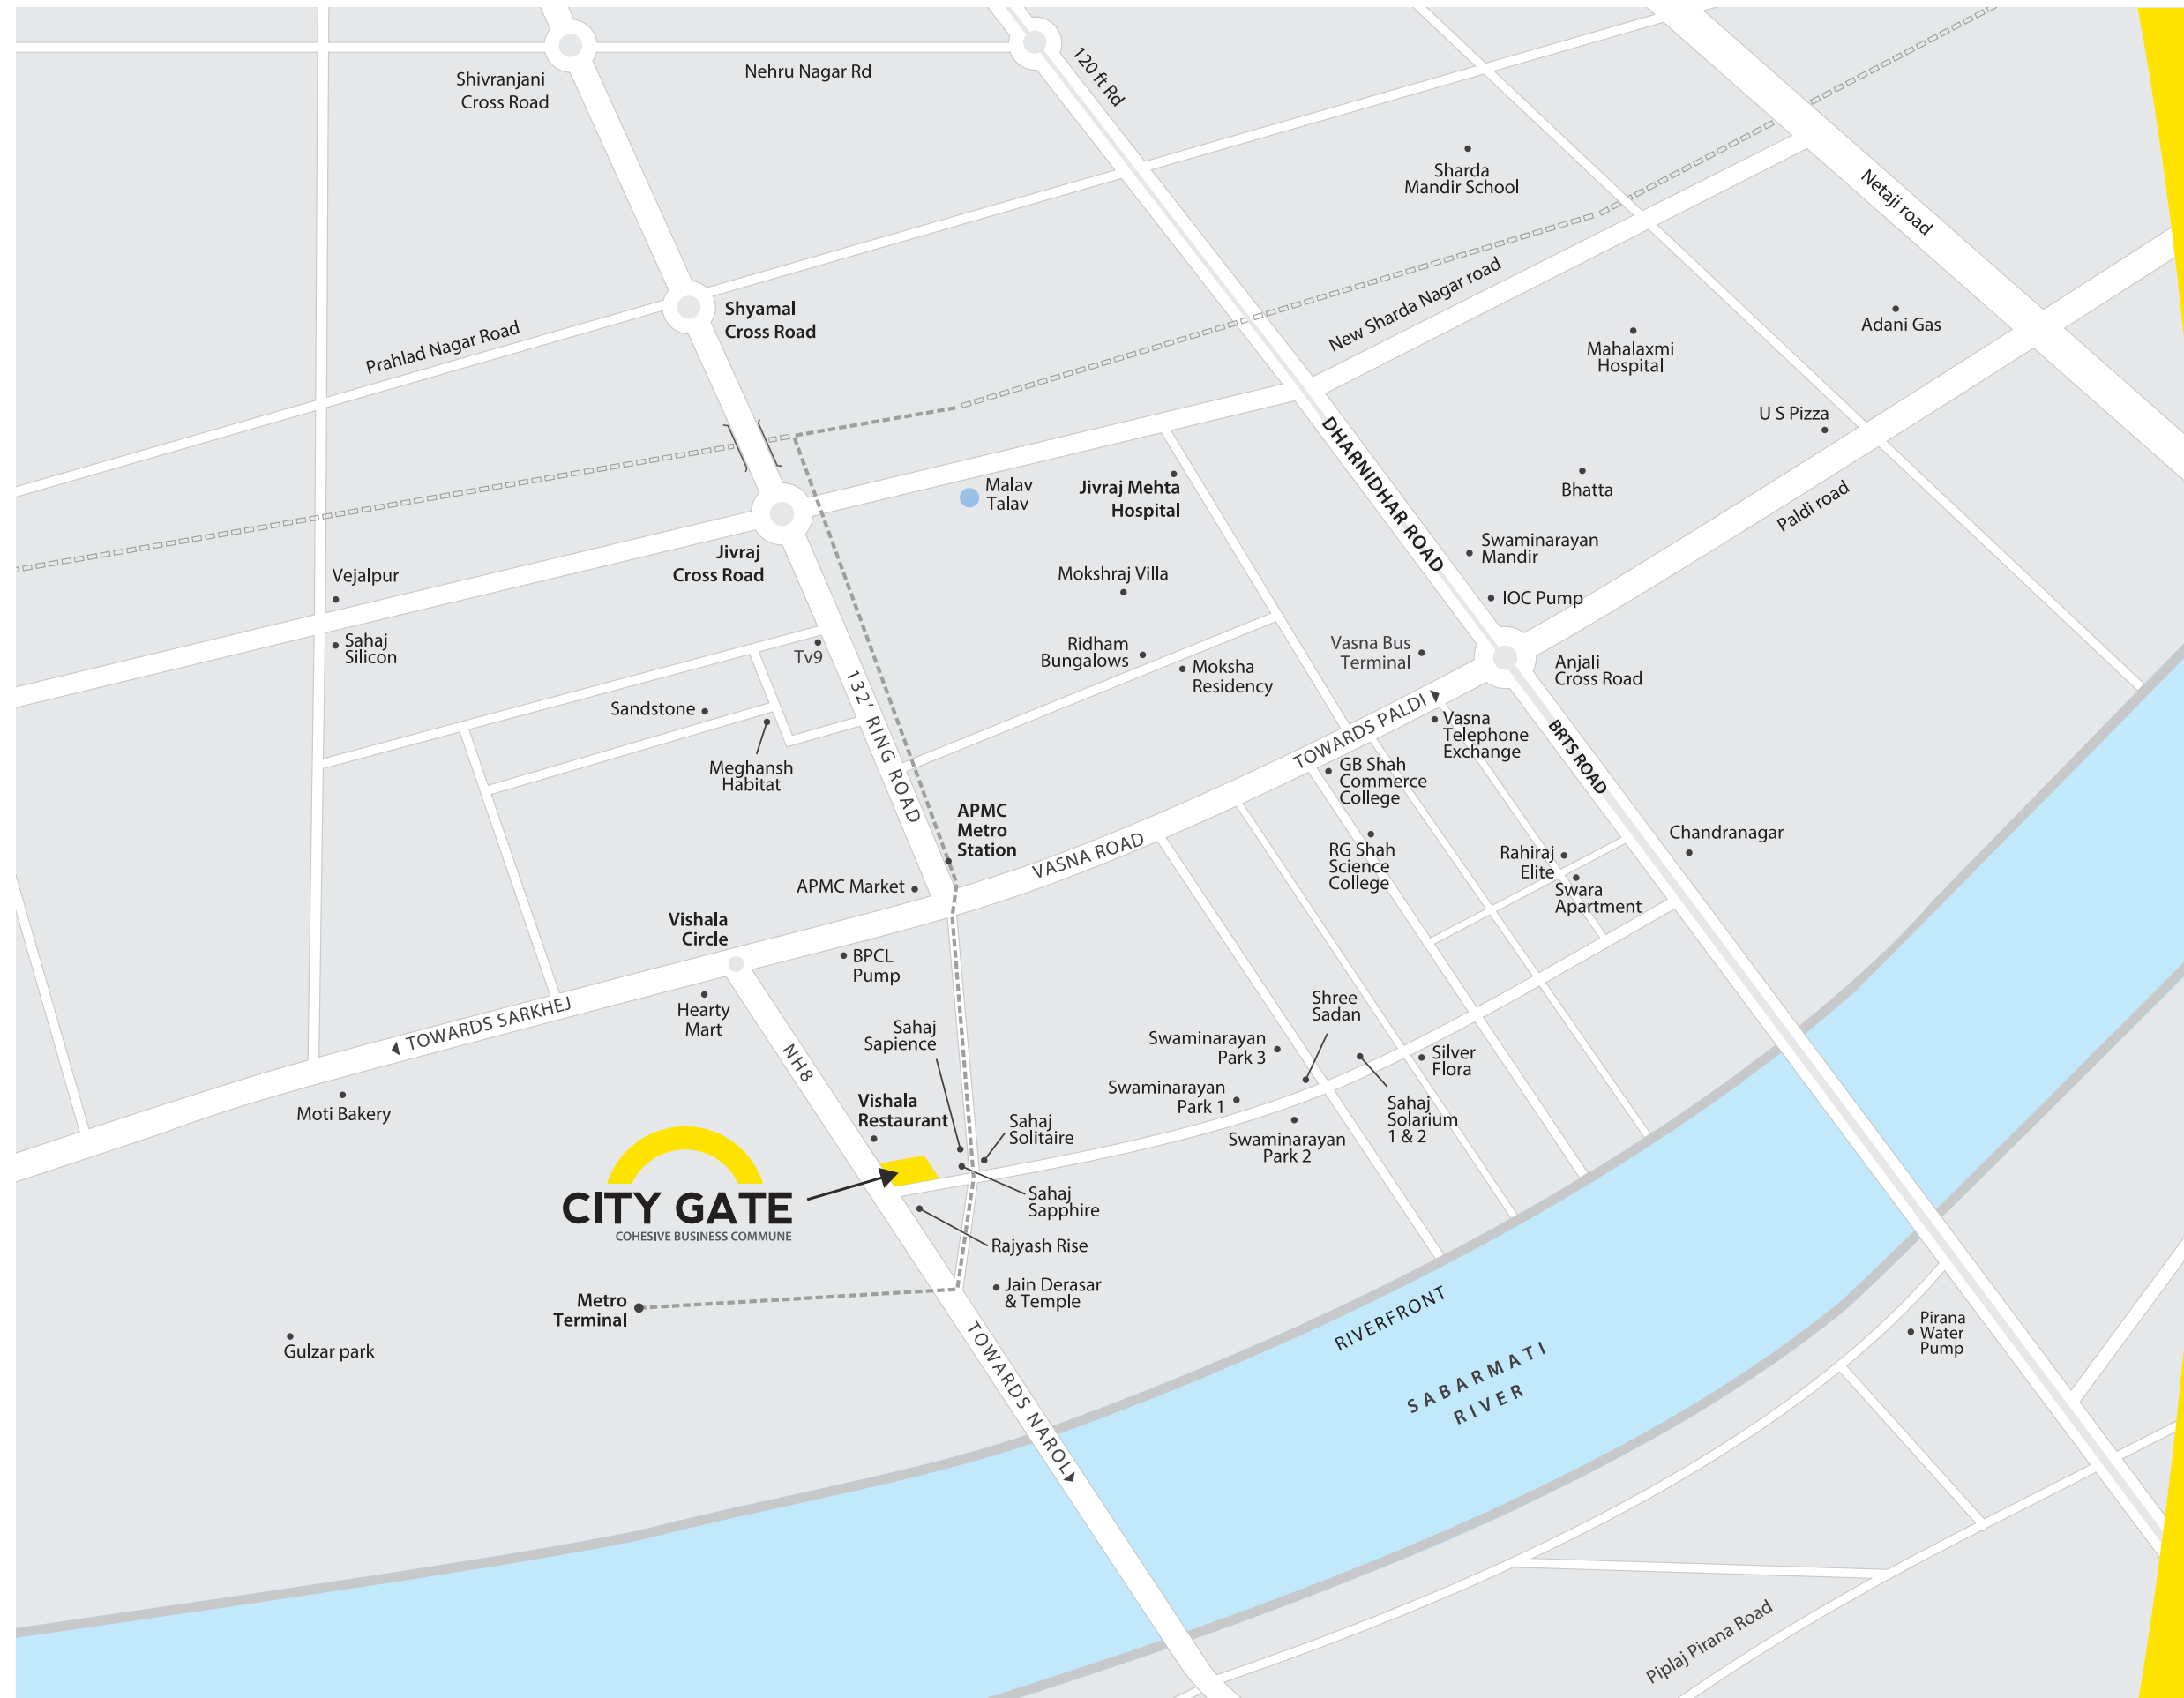 Shivranjani
Cross Road
Nehru Nagar Rd
120 ft Rd
Sharda
Mandir School
Netaji road
Shyamal
Cross Road
Prahlad Nagar Road
New Sharda Nagar road
Mahalaxmi
Hospital
Adani Gas
U S Pizza
DHARNIDHAR ROAD
Malav
Talav
Jivraj Mehta
Hospital
Bhatta
Paldi road
Jivraj
Cross Road
Swaminarayan
Mandir
Vejalpur
Mokshraj Villa
IOC Pump
Sahaj
Silicon
Tv9
Ridham
Bungalows
Moksha
Residency
Vasna Bus
Terminal
Anjali
Cross Road
132' RING ROAD
Sandstone
TOWARDS PALDI
Vasna
Telephone
Exchange
BRTS ROAD
Meghansh
Habitat
GB Shah
Commerce
College
APMC
Metro
Station
VASNA ROAD
RG Shah
Science
College
Rahiraj
Elite
Chandranagar
APMC Market
Swara
Apartment
Vishala
Circle
BPCL
Pump
Hearty
Mart
TOWARDS SARKHEJ
NH8
Sahaj
Sapience
Shree
Sadan
Swaminarayan
Park 3
Silver
Flora
Moti Bakery
Vishala
Restaurant
Swaminarayan
Park 1
Sahaj
Solarium
1 & 2
Sahaj
Solitaire
Swaminarayan
Park 2
CITY GATE
COHESIVE BUSINESS COMMUNE
Sahaj
Sapphire
Rajyash Rise
Jain Derasar
& Temple
Metro
Terminal
Gulzar park
TOWARDS NAROL
RIVERFRONT
SABARMATI
RIVER
Pirana
Water
Pump
Piplaj Pirana Road